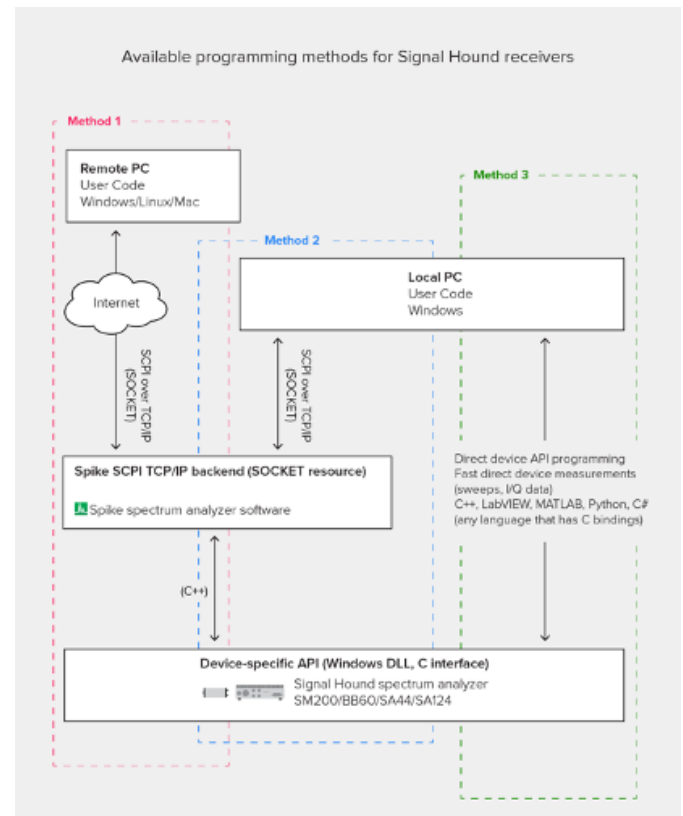 Available programming methods for Signal Hound receivers
Method 1
Remote PC
User Code
Windows/Linux/Mac
Method 3
Method 2
Local PC
User Code
Windows
Internet
SCPI over TCP/IP
(SOCKET)
SCPI over TCP/IP
(SOCKET)
Direct device API programming
Fast direct device measurements
(sweeps, I/Q data)
C++, LabVIEW, MATLAB, Python, C#
(any language that has C bindings)
Spike SCPI TCP/IP backend (SOCKET resource)
Spike spectrum analyzer software
(C++)
Device-specific API (Windows DLL, C interface)
Signal Hound spectrum analyzer
SM200/BB60/SA44/SA124